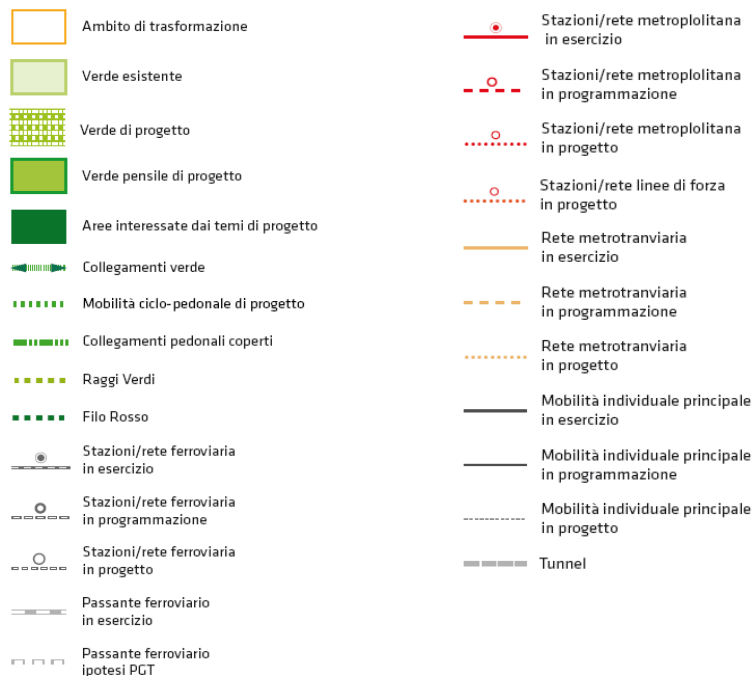 Ambito di trasformazione
Verde esistente
Verde di progetto
Verde pensile di progetto
Aree interessate dai temi di progetto
Collegamenti verde
Mobilità ciclo-pedonale di progetto
Collegamenti pedonali coperti
Raggi Verdi
Filo Rosso
Stazioni/rete ferroviaria
in esercizio
Stazioni/rete ferroviaria
in programmazione
Stazioni/rete ferroviaria
in progetto
Passante ferroviario
in esercizio
Passante ferroviario
ipotesi PGT
Stazioni/rete metroplolitana
in esercizio
Stazioni/rete metroplolitana
in programmazione
Stazioni/rete metroplolitana
in progetto
Stazioni/rete linee di forza
in progetto
Rete metrotranviaria
in esercizio
Rete metrotranviaria
in programmazione
Rete metrotranviaria
in progetto
Mobilità individuale principale
in esercizio
Mobilità individuale principale
in programmazione
Mobilità individuale principale
in progetto
Tunnel